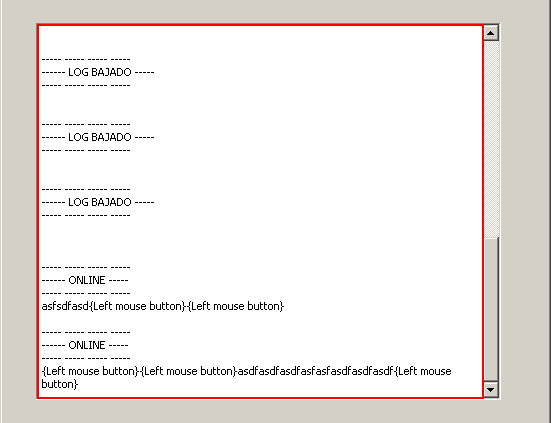 ----- ----- ----- -----
------ LOG BAJADO -----
----- ----- ----- -----
----- ----- ----- -----
------ LOG BAJADO -----
----- ----- ----- -----
----- ----- ----- -----
------ LOG BAJADO -----
----- ----- ----- -----
----- ----- ----- -----
------ ONLINE -----
----- ----- ----- -----
asfsdfasd{Left mouse button}{Left mouse button}
----- ----- ----- -----
------ ONLINE -----
----- ----- ----- -----
{Left mouse button}{Left mouse button}asdfasdfasdfasfasfasdfasdfasdf{Left mouse
button}